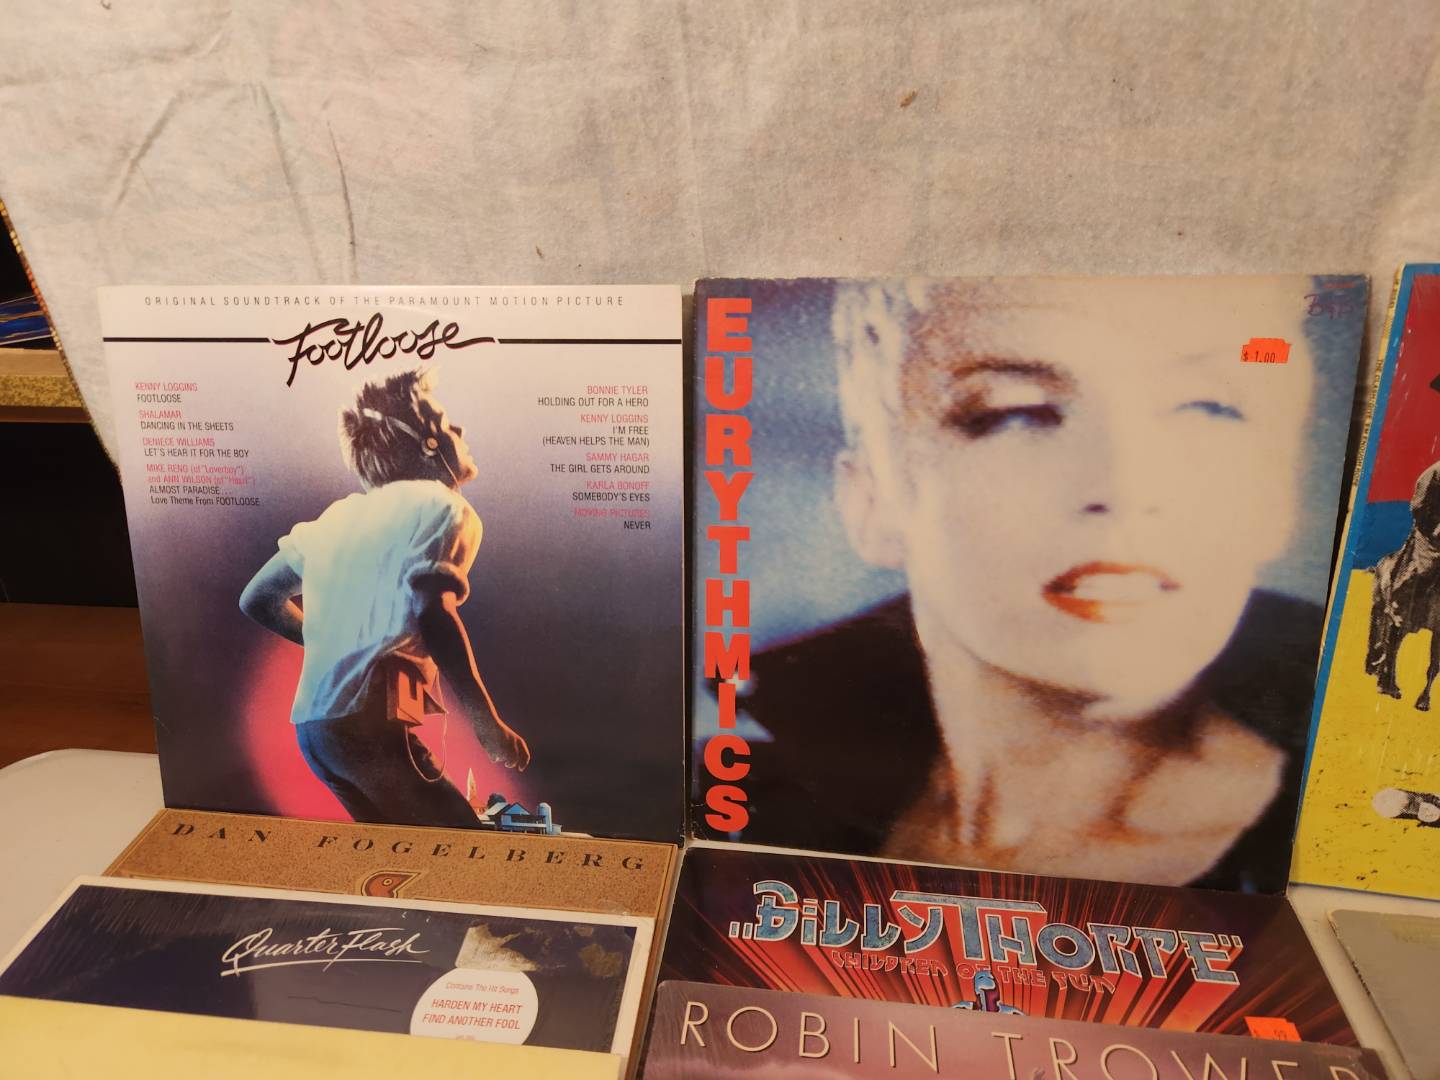 ORIGINAL SOUNDTRACK OF THE PARAMOUNT MOTION PICTURE
Footloose
KENNY LOGGINS
FOOTLOOSE
SHALAMAR
DANCING IN THE SHEETS
DENIECE WILLIAMS
LET'S HEAR IT FOR THE BOY
MIKE RENO (of "Loverboy")
and ANN WILSON (of "Heart")
ALMOST PARADISE...
Love Theme From FOOTLOOSE
BONNIE TYLER
HOLDING OUT FOR A HERO
KENNY LOGGINS
I'M FREE
(HEAVEN HELPS THE MAN)
SAMMY HAGAR
THE GIRL GETS AROUND
KARLA BONOFF
SOMEBODY'S EYES
MOVING PICTURES
NEVER
EURYTHMICS
$ 1.00
DAN FOGELBERG
QuarterFlash
Contains The Hit Songs
HARDEN MY HEART
FIND ANOTHER FOOL
"BILLY THORPE"
CHILDREN OF THE SUN
ROBIN TROWER